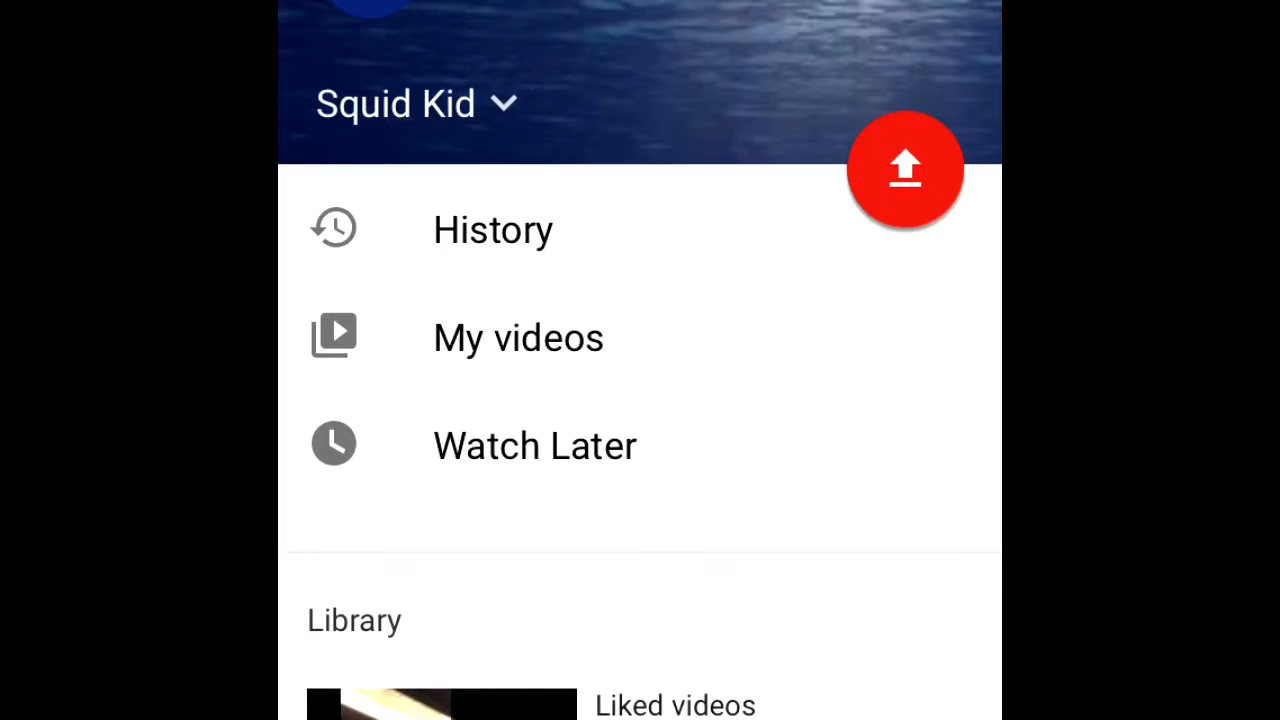 Squid Kid
History
My videos
Watch Later
Library
Liked videos